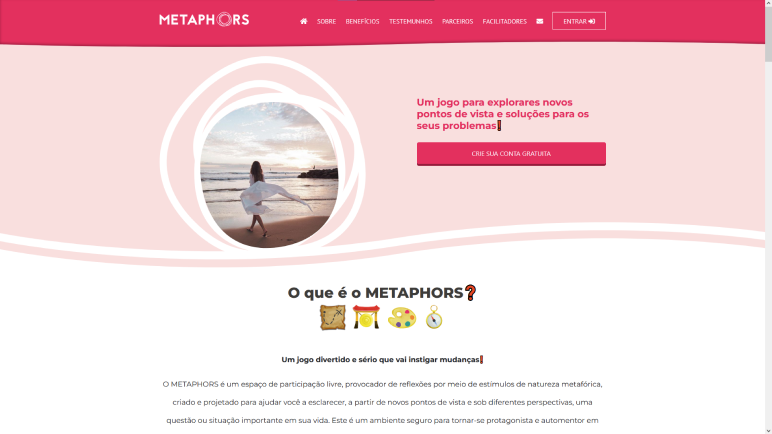 METAPHORS
SOBRE
BENEFÍCIOS
TESTEMUNHOS
PARCEIROS
FACILITADORES
ENTRAR
Um jogo para explorares novos
pontos de vista e soluções para os
seus problemas❗
CRIE SUA CONTA GRATUITA
O que é o METAPHORS❓
Um jogo divertido e sério que vai instigar mudanças❗
O METAPHORS é um espaço de participação livre, provocador de reflexões por meio de estímulos de natureza metafórica,
criado e projetado para ajudar você a esclarecer, a partir de novos pontos de vista e sob diferentes perspectivas, uma
questão ou situação importante em sua vida. Este é um ambiente seguro para tornar-se protagonista e automentor em